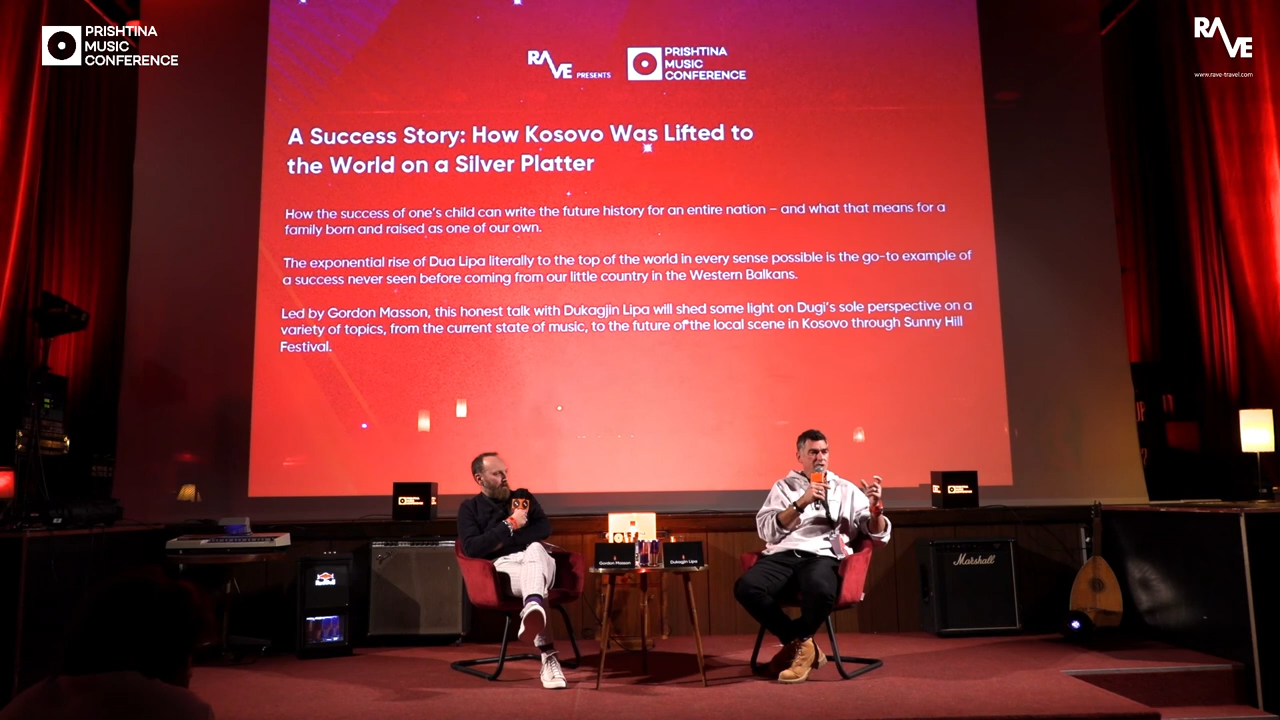 PRISHTINA
MUSIC
CONFERENCE
RAVE
www.rave-travel.com
RAVE PRESENTS
PRISHTINA
MUSIC
CONFERENCE
A Success Story: How Kosovo Was Lifted to
the World on a Silver Platter
How the success of one's child can write the future history for an entire nation – and what that means for a
family born and raised as one of our own.
The exponential rise of Dua Lipa literally to the top of the world in every sense possible is the go-to example of
a success never seen before coming from our little country in the Western Balkans.
Led by Gordon Masson, this honest talk with Dukagjin Lipa will shed some light on Dugi's sole perspective on a
variety of topics, from the current state of music, to the future of the local scene in Kosovo through Sunny Hill
Festival.
Gordon Masson
Dukagjin Lipa
Marshall
Red Bull